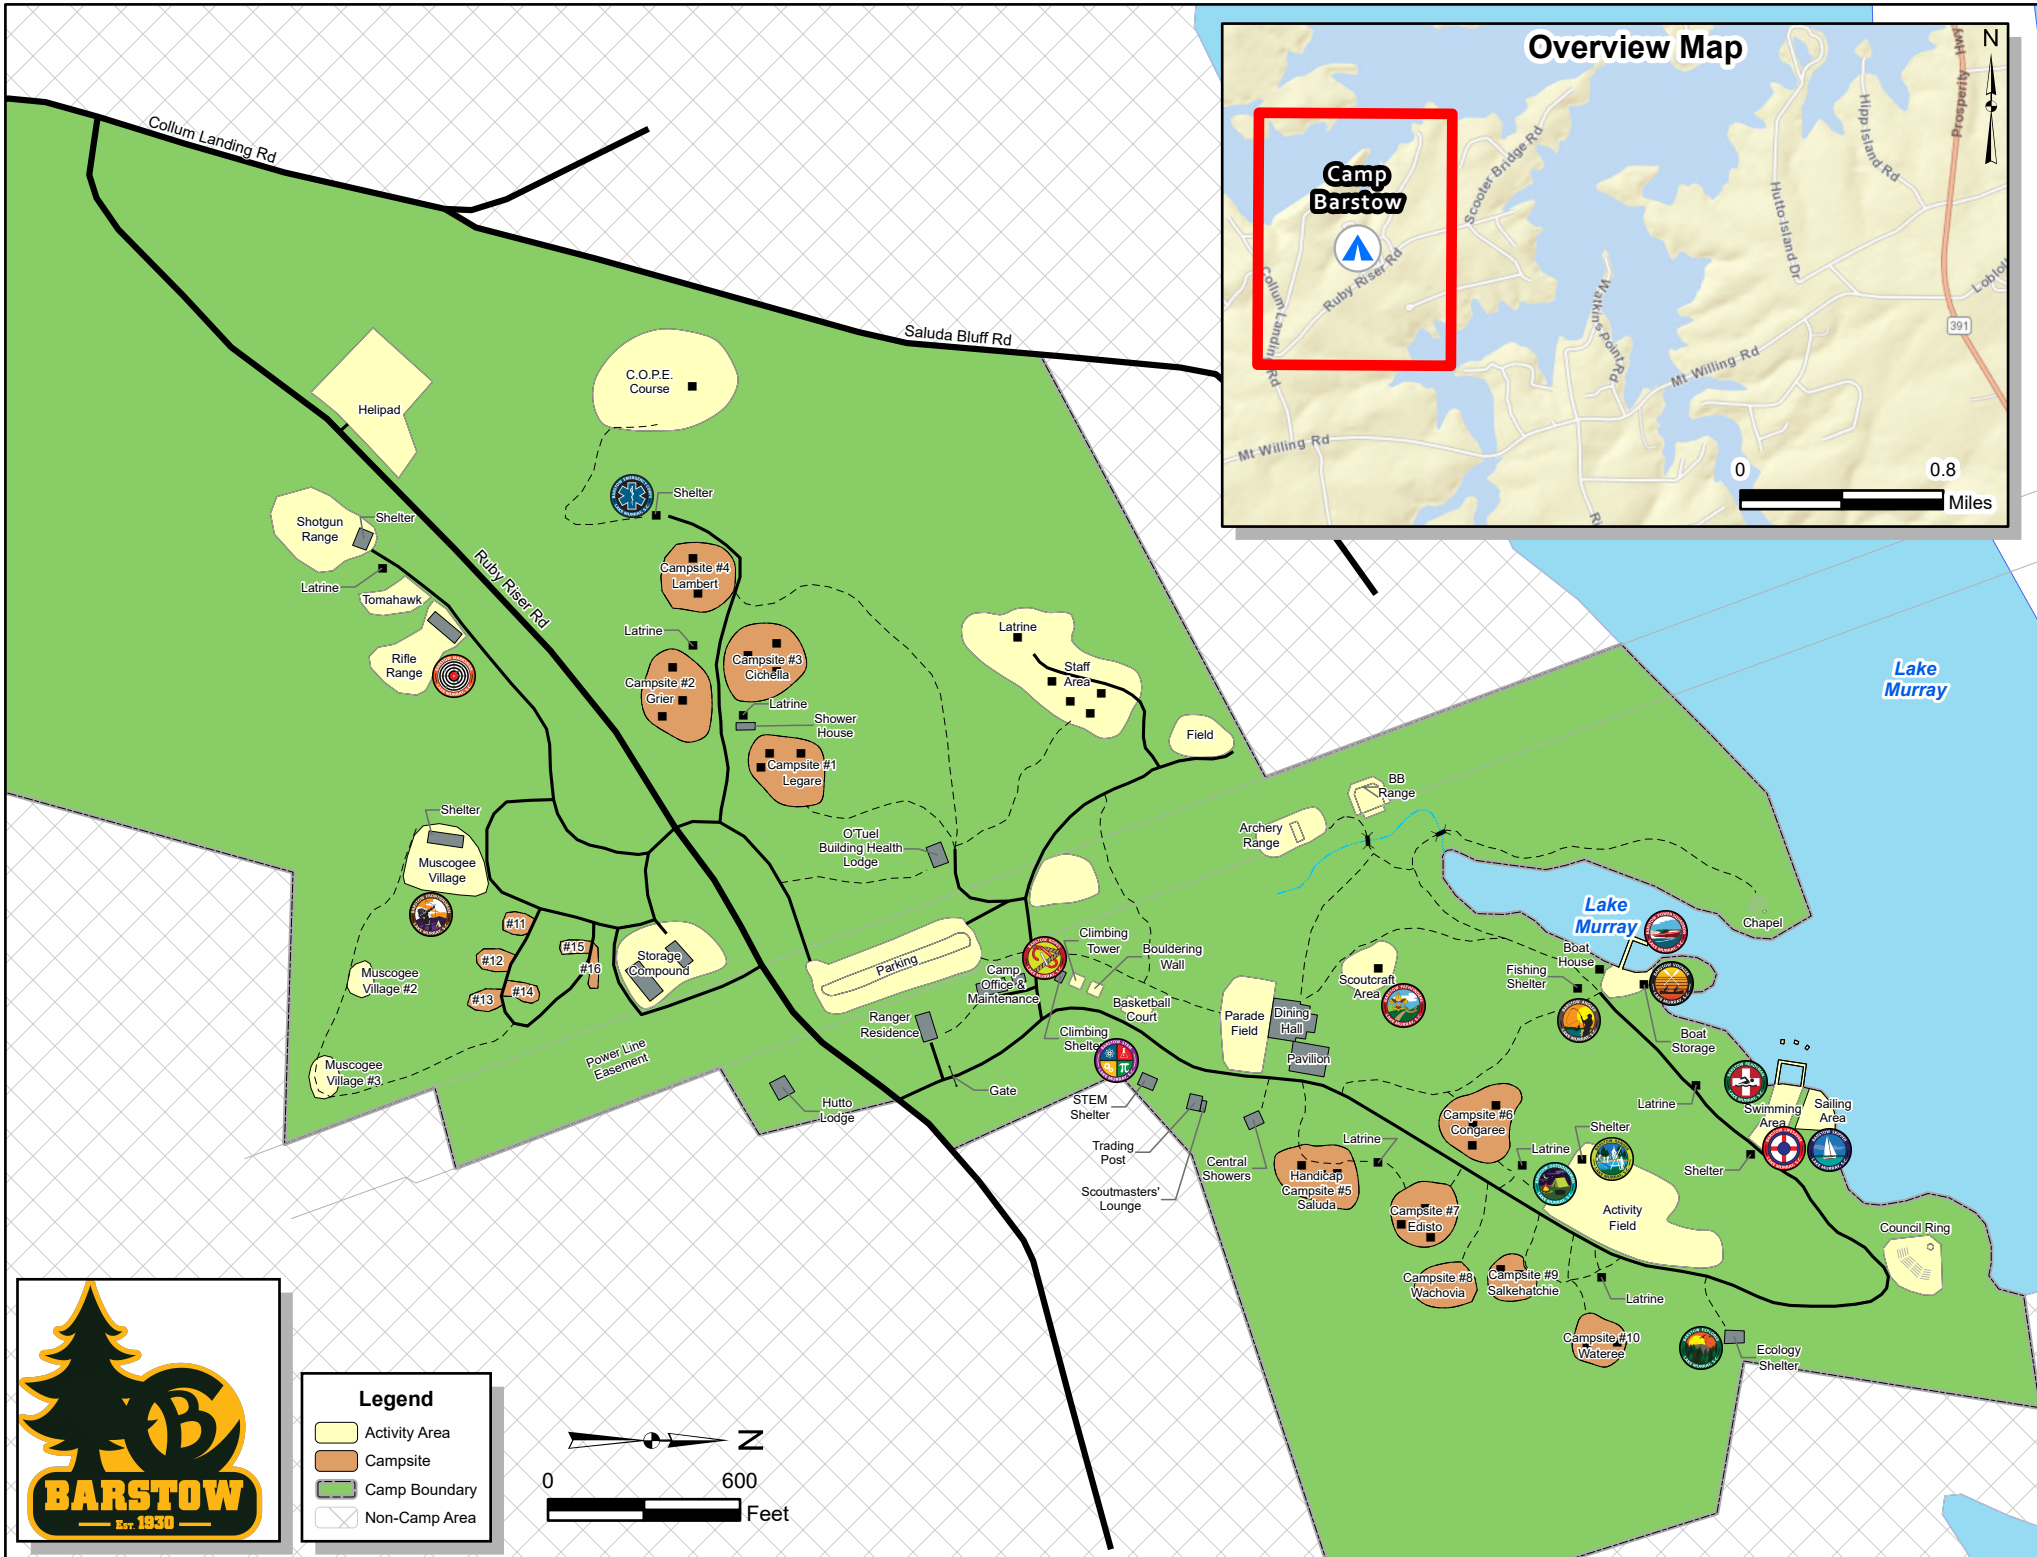 Collum Landing Rd
Saluda Bluff Rd
Ruby Riser Rd
Helipad
C.O.P.E.
Course
Shelter
Shotgun
Range
Shelter
Latrine
Tomahawk
Rifle
Range
Campsite #4
Lambert
Latrine
Campsite #3
Cichella
Campsite #2
Grier
Latrine
Shower
House
Campsite #1
Legare
Latrine
Staff
Area
Field
Shelter
Muscogee
Village
O'Tuel
Building Health
Lodge
#11
#12
#13
#14
#15
#16
Storage
Compound
Muscogee
Village #2
Muscogee
Village #3
Power Line
Easement
Parking
Camp
Office &
Maintenance
Ranger
Residence
Climbing
Tower
Bouldering
Wall
Basketball
Court
Climbing
Shelter
Gate
Hutto
Lodge
STEM
Shelter
Trading
Post
Scoutmasters'
Lounge
Central
Showers
Parade
Field
Dining
Hall
Pavilion
Archery
Range
BB
Range
Scoutcraft
Area
Chapel
Lake
Murray
Lake
Murray
Boat
House
Fishing
Shelter
Boat
Storage
Latrine
Swimming
Area
Sailing
Area
Shelter
Council Ring
Campsite #6
Congaree
Latrine
Shelter
Latrine
Handicap
Campsite #5
Saluda
Campsite #7
Edisto
Campsite #8
Wachovia
Campsite #9
Salkehatchie
Activity
Field
Latrine
Campsite #10
Wateree
Ecology
Shelter
Overview Map
N
Camp
Barstow
Scooter Bridge Rd
Ruby Riser Rd
Hipp Island Rd
Prosperity Hwy
Hutto Island Dr
Watkins Point Rd
Mt Willing Rd
Mt Willing Rd
391
0 0.8
Miles
BARSTOW
EST. 1930
Legend
Activity Area
Campsite
Camp Boundary
Non-Camp Area
N
0 600
Feet